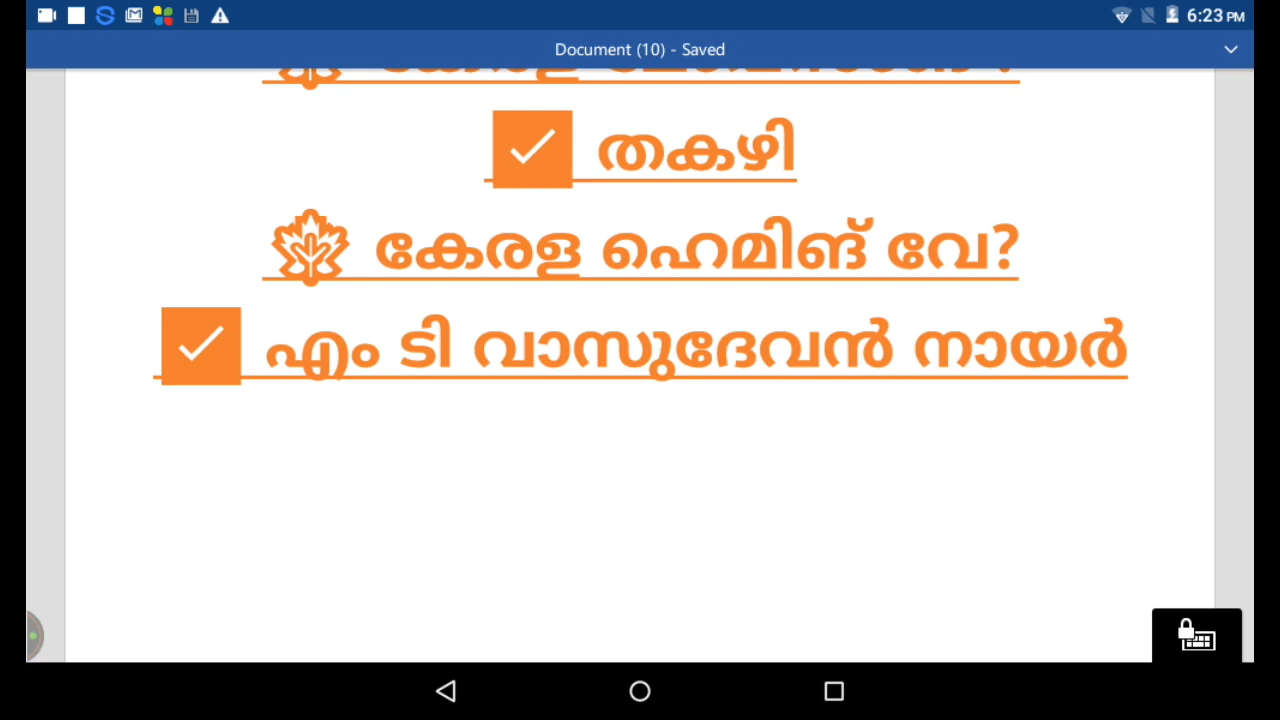 6:23 PM
Document (10) - Saved
✓ തകഴി
കേരള ഹെമിങ് വേ?
✓ എം ടി വാസുദേവൻ നായർ